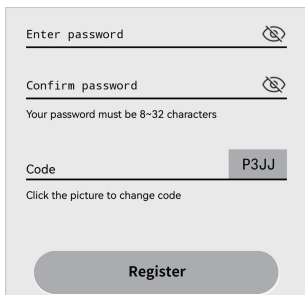 Enter password
Confirm password
Your password must be 8~32 characters
Code P3JJ
Click the picture to change code
Register